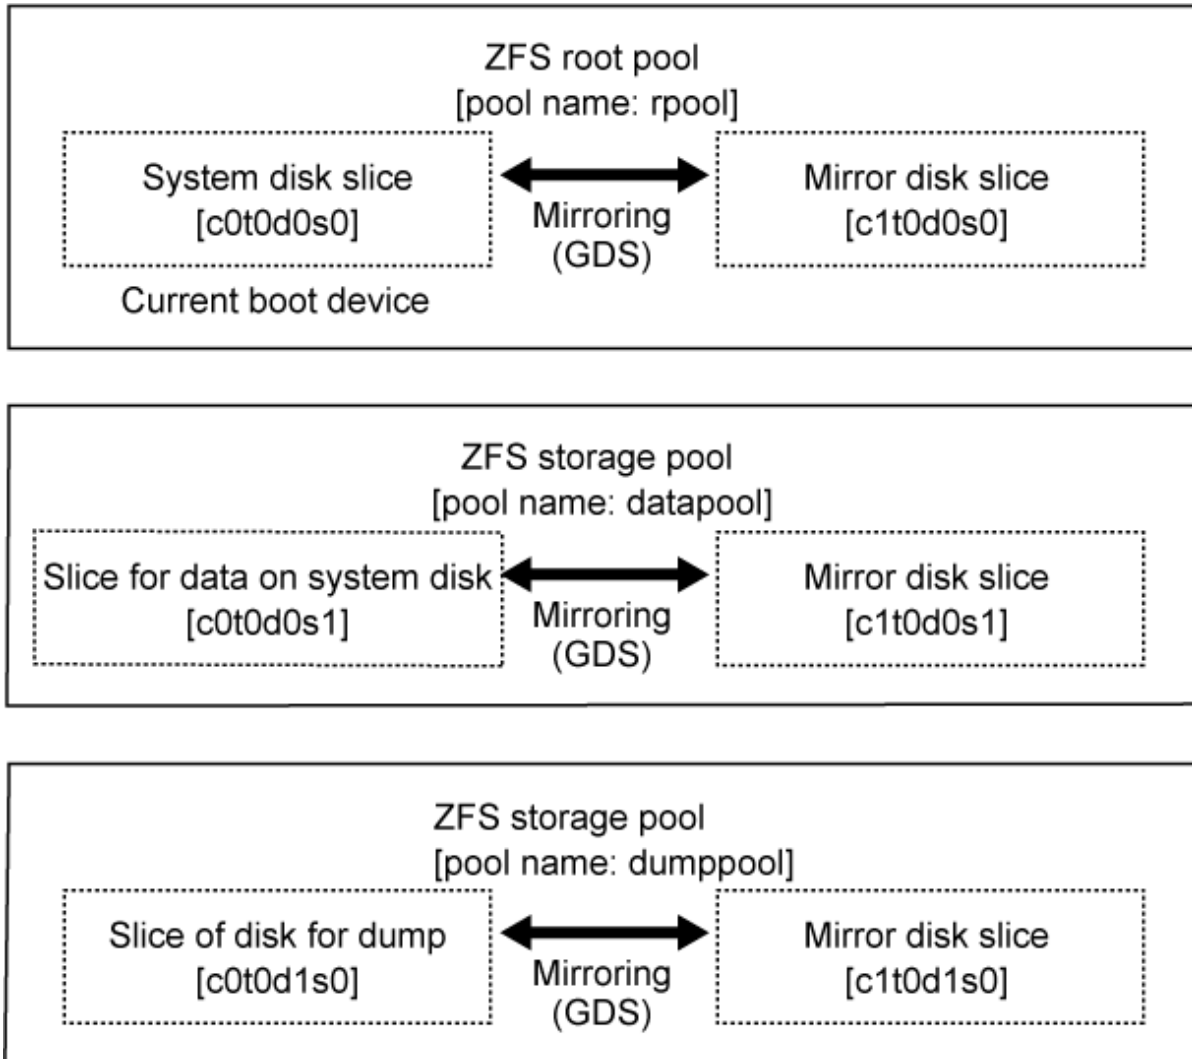 ZFS root pool
[pool name: rpool]
System disk slice
[c0t0d0s0]
Mirroring
(GDS)
Mirror disk slice
[c1t0d0s0]
Current boot device
ZFS storage pool
[pool name: datapool]
Slice for data on system disk
[c0t0d0s1]
Mirroring
(GDS)
Mirror disk slice
[c1t0d0s1]
ZFS storage pool
[pool name: dumppool]
Slice of disk for dump
[c0t0d1s0]
Mirroring
(GDS)
Mirror disk slice
[c1t0d1s0]